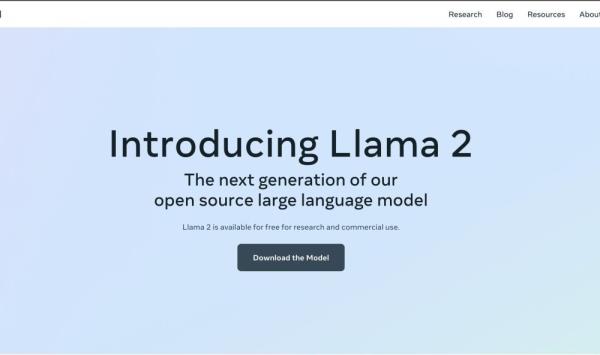 Research Blog Resources About
Introducing Llama 2
The next generation of our
open source large language model
Llama 2 is available for free for research and commercial use.
Download the Model